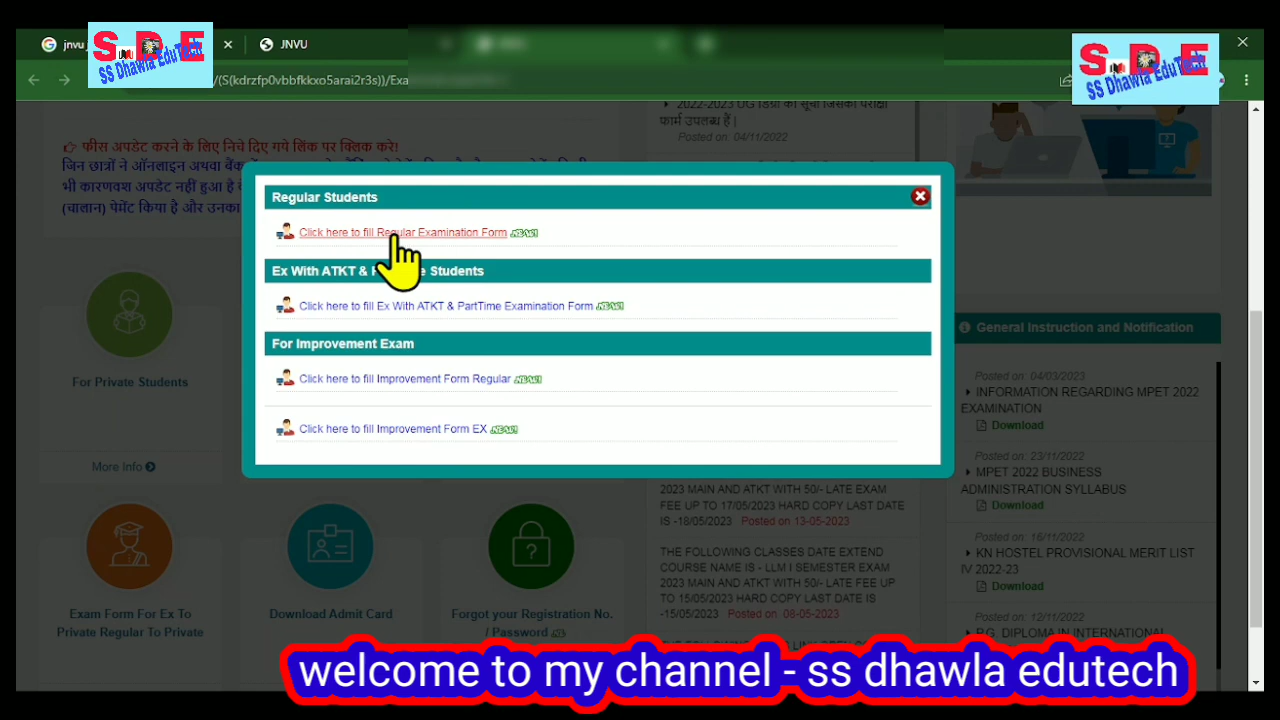 S D E
SS Dhawla EduTech
jnvu
JNVU
/(S(kdrzfp0vbbfkkxo5arai2r3s))/Exa
S D E
SS Dhawla EduTech
फीस अपडेट करने के लिए निचे दिए गये लिंक पर क्लिक करे!
जिन छात्रों ने ऑनलाइन अथवा बैंक
भी कारणवश अपडेट नहीं हुआ है
(चालान) पेमेंट किया है और उनका
2022-2023 UG 18ग्रा की सूची जिसकी परीक्षा
फार्म उपलब्ध हैं |
Posted on: 04/11/2022
Regular Students
Click here to fill Regular Examination Form NEW!
Ex With ATKT & P e Students
Click here to fill Ex With ATKT & PartTime Examination Form NEW!
For Improvement Exam
Click here to fill Improvement Form Regular NEW!
Click here to fill Improvement Form EX NEW!
For Private Students
More Info
Exam Form For Ex To
Private Regular To Private
Download Admit Card
Forgot your Registration No.
/ Password
2023 MAIN AND ATKT WITH 50/- LATE EXAM
FEE UP TO 17/05/2023 HARD COPY LAST DATE
IS -18/05/2023 Posted on 13-05-2023
THE FOLLOWING CLASSES DATE EXTEND
COURSE NAME IS - LLM I SEMESTER EXAM
2023 MAIN AND ATKT WITH 50/- LATE FEE UP
TO 15/05/2023 HARD COPY LAST DATE IS
-15/05/2023 Posted on: 08-05-2023
General Instruction and Notification
Posted on: 04/03/2023
INFORMATION REGARDING MPET 2022
EXAMINATION
Download
Posted on: 23/11/2022
MPET 2022 BUSINESS
ADMINISTRATION SYLLABUS
Download
Posted on: 16/11/2022
KN HOSTEL PROVISIONAL MERIT LIST
IV 2022-23
Download
Posted on: 12/11/2022
P.G. DIPLOMA IN INTERNATIONAL
welcome to my channel - ss dhawla edutech